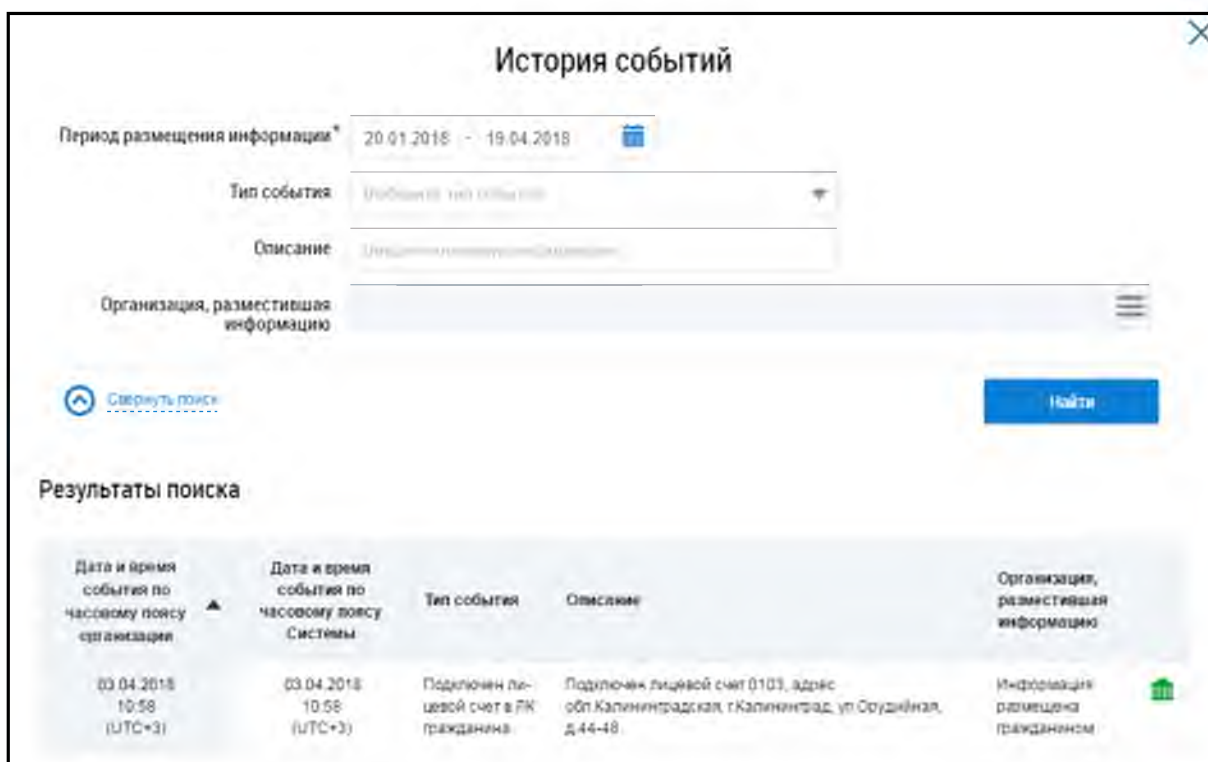 История событий
Период размещения информации*
20.01.2018 - 19.04.2018
Тип события
Описание
Организация, разместившая
информацию
Свернуть поиск
Найти
Результаты поиска
Дата и время
события по
часовому поясу
организации
Дата и время
события по
часовому поясу
Системы
Тип события
Описание
Организация,
разместившая
информацию
03.04.2018
10:58
(UTC+3)
03.04.2018
10:58
(UTC+3)
Подключен ли-
цевой счет в ЛК
гражданина
Подключен лицевой счет 0103, адрес
обл.Калининградская, г.Калининград, ул.Орудийная,
д.44-48
Информация
размещена
гражданином